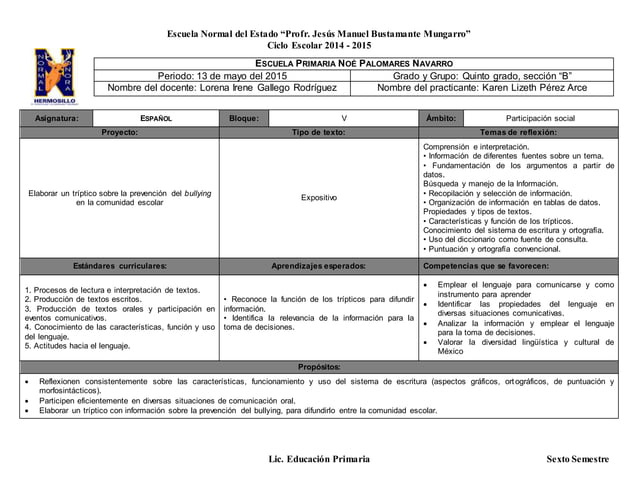 Escuela Normal del Estado “Profr. Jesús Manuel Bustamante Mungarro”
Ciclo Escolar 2014 - 2015
NORMAL
SONORA
HERMOSILLO
ESCUELA PRIMARIA NOÉ PALOMARES NAVARRO
Periodo: 13 de mayo del 2015
Grado y Grupo: Quinto grado, sección “B”
Nombre del docente: Lorena Irene Gallego Rodríguez
Nombre del practicante: Karen Lizeth Pérez Arce
Asignatura:
ESPAÑOL
Bloque:
V
Ámbito:
Participación social
Proyecto:
Tipo de texto:
Temas de reflexión:
Elaborar un tríptico sobre la prevención del bullying
en la comunidad escolar
Expositivo
Comprensión e interpretación.
• Información de diferentes fuentes sobre un tema.
• Fundamentación de los argumentos a partir de
datos.
Búsqueda y manejo de la Información.
• Recopilación y selección de información.
• Organización de información en tablas de datos.
Propiedades y tipos de textos.
• Características y función de los trípticos.
Conocimiento del sistema de escritura y ortografía.
• Uso del diccionario como fuente de consulta.
• Puntuación y ortografía convencional.
Estándares curriculares:
Aprendizajes esperados:
Competencias que se favorecen:
1. Procesos de lectura e interpretación de textos.
2. Producción de textos escritos.
3. Producción de textos orales y participación en
eventos comunicativos.
4. Conocimiento de las características, función y uso
del lenguaje.
5. Actitudes hacia el lenguaje.
• Reconoce la función de los trípticos para difundir
información.
• Identifica la relevancia de la información para la
toma de decisiones.
• Emplear el lenguaje para comunicarse y como
instrumento para aprender
• Identificar las propiedades del lenguaje en
diversas situaciones comunicativas.
• Analizar la información y emplear el lenguaje
para la toma de decisiones.
• Valorar la diversidad lingüística y cultural de
México
Propósitos:
• Reflexionen consistentemente sobre las características, funcionamiento y uso del sistema de escritura (aspectos gráficos, ortográficos, de puntuación y
morfosintácticos).
• Participen eficientemente en diversas situaciones de comunicación oral.
• Elaborar un tríptico con información sobre la prevención del bullying, para difundirlo entre la comunidad escolar.
Lic. Educación Primaria
Sexto Semestre